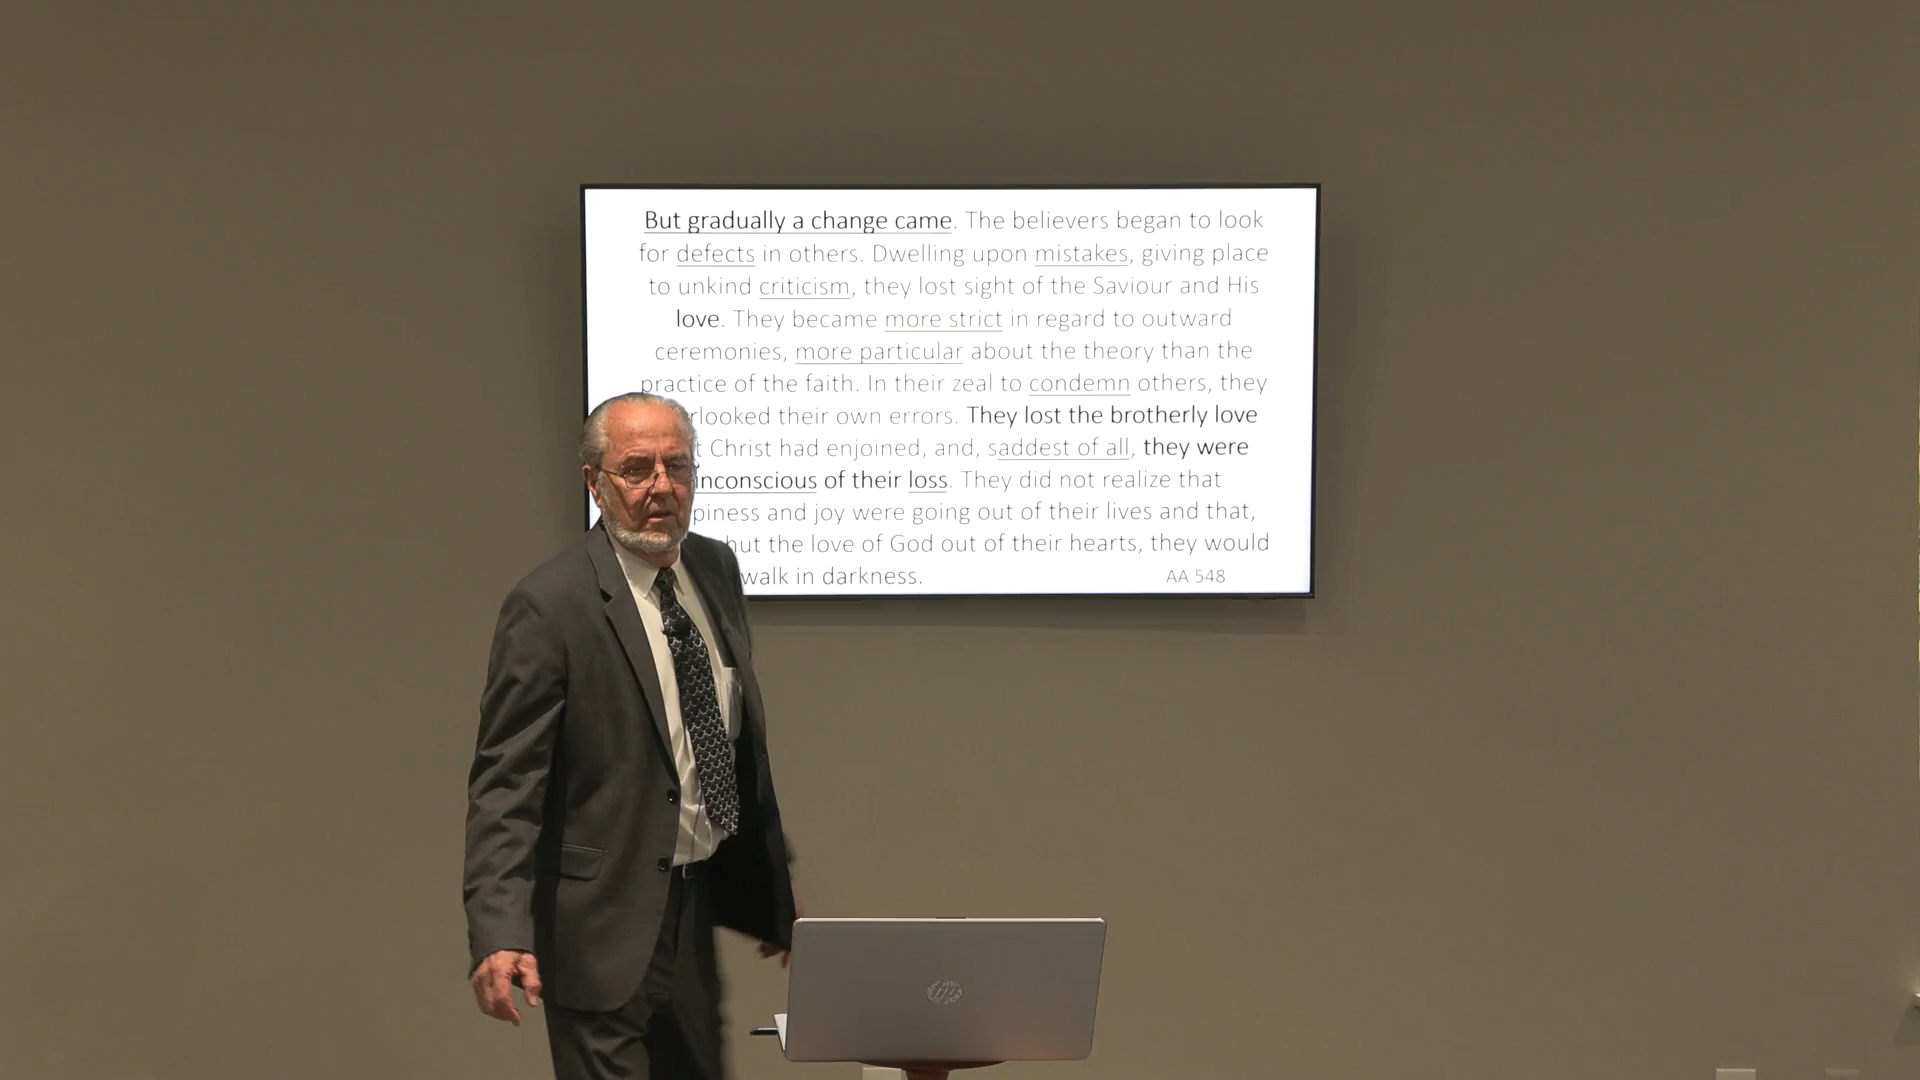 But gradually a change came. The believers began to look
for defects in others. Dwelling upon mistakes, giving place
to unkind criticism, they lost sight of the Saviour and His
love. They became more strict in regard to outward
ceremonies, more particular about the theory than the
practice of the faith. In their zeal to condemn others, they
rlooked their own errors. They lost the brotherly love
t Christ had enjoined, and, saddest of all, they were
inconscious of their loss. They did not realize that
piness and joy were going out of their lives and that,
hut the love of God out of their hearts, they would
walk in darkness. AA 548
hp